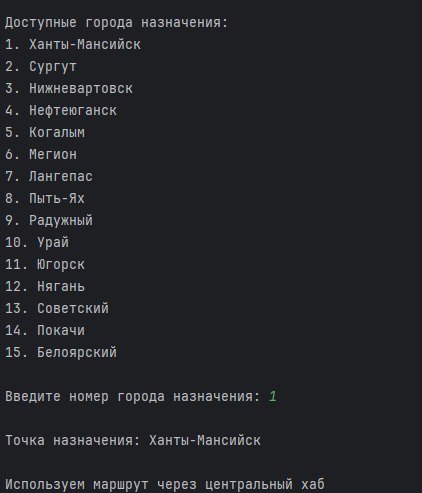 Доступные города назначения:
1. Ханты-Мансийск
2. Сургут
3. Нижневартовск
4. Нефтеюганск
5. Когалым
6. Мегион
7. Лангепас
8. Пыть-Ях
9. Радужный
10. Урай
11. Югорск
12. Нягань
13. Советский
14. Покачи
15. Белоярский
Введите номер города назначения: 1
Точка назначения: Ханты-Мансийск
Используем маршрут через центральный хаб